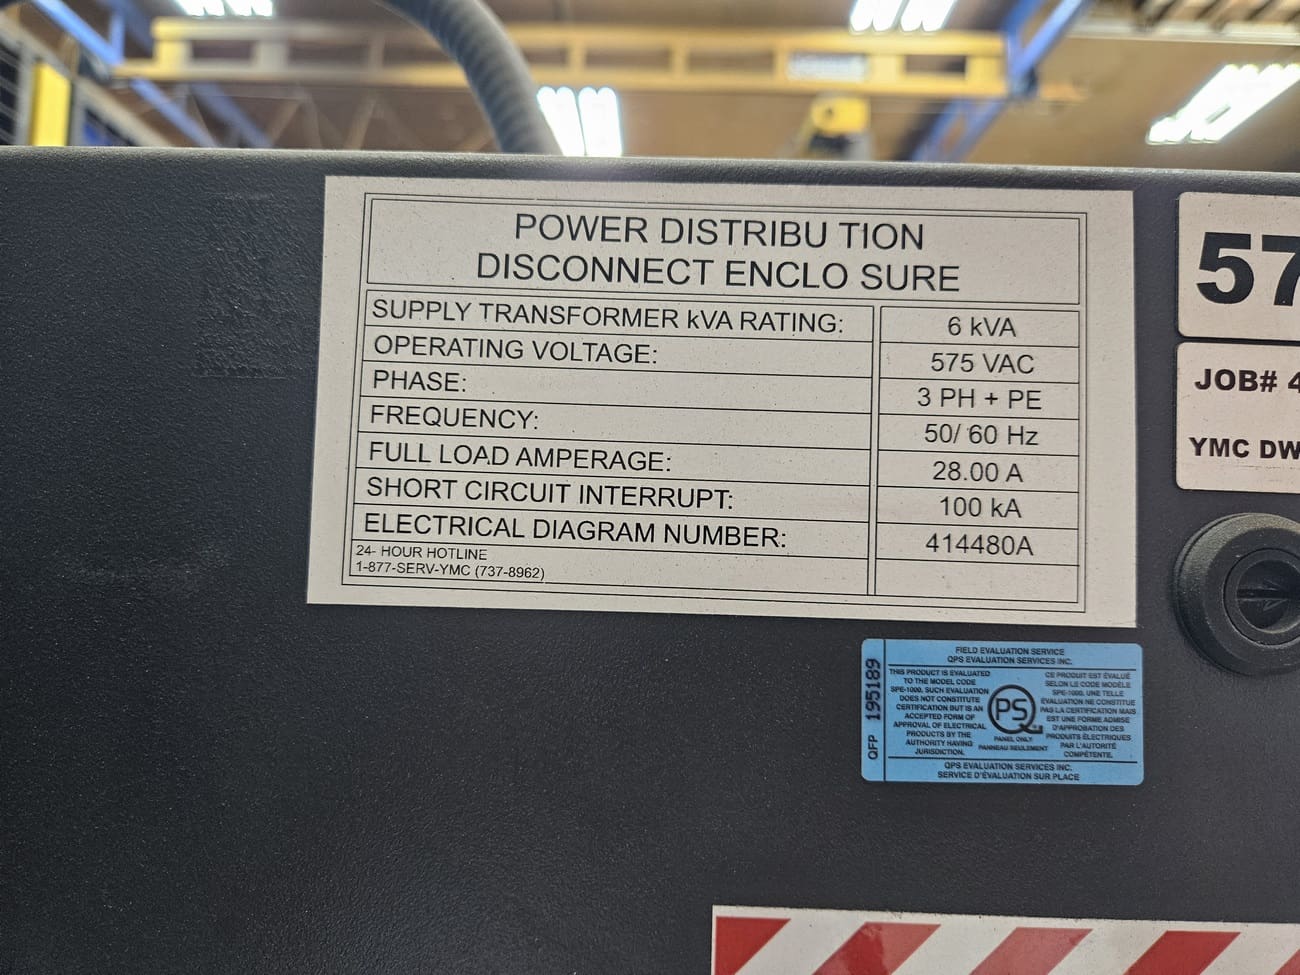 POWER DISTRIBU TION
DISCONNECT ENCLO SURE
SUPPLY TRANSFORMER kVA RATING: 6 kVA
OPERATING VOLTAGE: 575 VAC
PHASE: 3 PH + PE
FREQUENCY: 50/ 60 Hz
FULL LOAD AMPERAGE: 28.00 A
SHORT CIRCUIT INTERRUPT: 100 kA
ELECTRICAL DIAGRAM NUMBER: 414480A
24- HOUR HOTLINE
1-877-SERV-YMC (737-8962)
57
JOB# 4
YMC DW
QFP 195189
FIELD EVALUATION SERVICE
QPS EVALUATION SERVICES INC.
THIS PRODUCT IS EVALUATED
TO THE MODEL CODE
SPE-1000. SUCH EVALUATION
DOES NOT CONSTITUTE
CERTIFICATION BUT IS AN
ACCEPTED FORM OF
APPROVAL OF ELECTRICAL
PRODUCTS BY THE
AUTHORITY HAVING
JURISDICTION.
PS
PANEL ONLY
PANNEAU SEULEMENT
CE PRODUIT EST ÉVALUÉ
SELON LE CODE MODÈLE
SPE-1000. UNE TELLE
ÉVALUATION NE CONSTITUE
PAS LA CERTIFICATION MAIS
EST UNE FORME ADMISE
D'APPROBATION DES
PRODUITS ÉLECTRIQUES
PAR L'AUTORITÉ
COMPÉTENTE.
QPS EVALUATION SERVICES INC.
SERVICE D'ÉVALUATION SUR PLACE